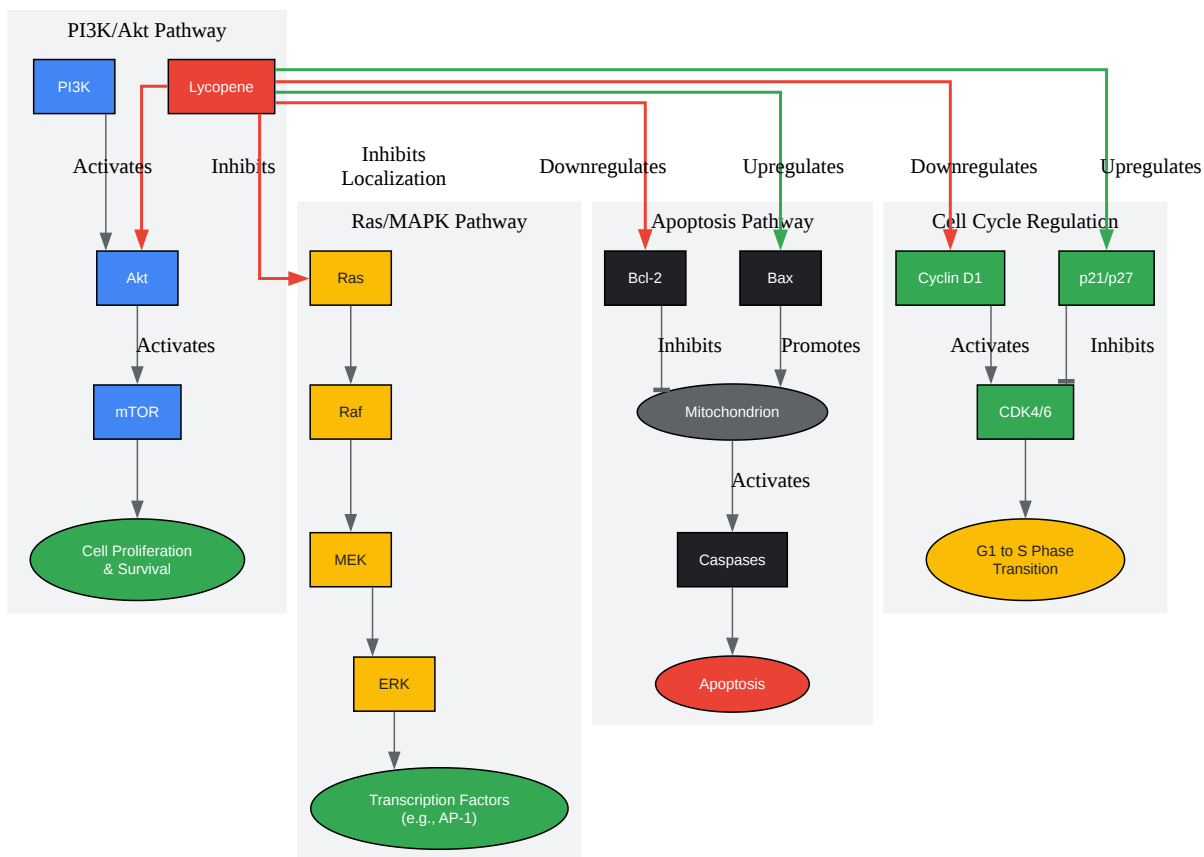 PI3K/Akt Pathway
PI3K
Lycopene
Activates
Inhibits
Inhibits
Localization
Downregulates
Upregulates
Downregulates
Upregulates
Akt
Activates
mTOR
Cell Proliferation
& Survival
Ras/MAPK Pathway
Ras
Raf
MEK
ERK
Transcription Factors
(e.g., AP-1)
Apoptosis Pathway
Bcl-2
Bax
Inhibits
Promotes
Mitochondrion
Activates
Caspases
Apoptosis
Cell Cycle Regulation
Cyclin D1
p21/p27
Activates
Inhibits
CDK4/6
G1 to S Phase
Transition